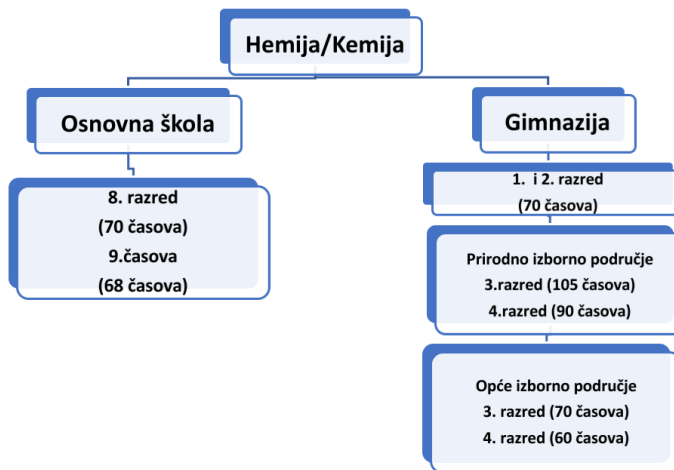 Hemija/Kemija
Osnovna škola
8. razred
(70 časova)
9.časova
(68 časova)
Gimnazija
1. i 2. razred
(70 časova)
Prirodno izborno područje
3.razred (105 časova)
4.razred (90 časova)
Opće izborno područje
3. razred (70 časova)
4. razred (60 časova)